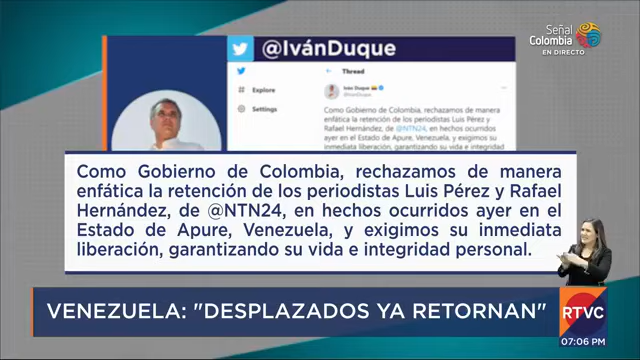 Señal
Colombia
EN DIRECTO
@IvánDuque
Thread
Explore
Settings
Iván Duque
@IvanDuque
Como Gobierno de Colombia, rechazamos de manera
enfática la retención de los periodistas Luis Pérez y
Rafael Hernández, de @NTN24, en hechos ocurridos
ayer en el Estado de Apure, Venezuela, y exigimos su
inmediata liberación, garantizando su vida e integridad
Como Gobierno de Colombia, rechazamos de manera
enfática la retención de los periodistas Luis Pérez y Rafael
Hernández, de @NTN24, en hechos ocurridos ayer en el
Estado de Apure, Venezuela, y exigimos su inmediata
liberación, garantizando su vida e integridad personal.
VENEZUELA: "DESPLAZADOS YA RETORNAN"
RTVC
07:06 PM